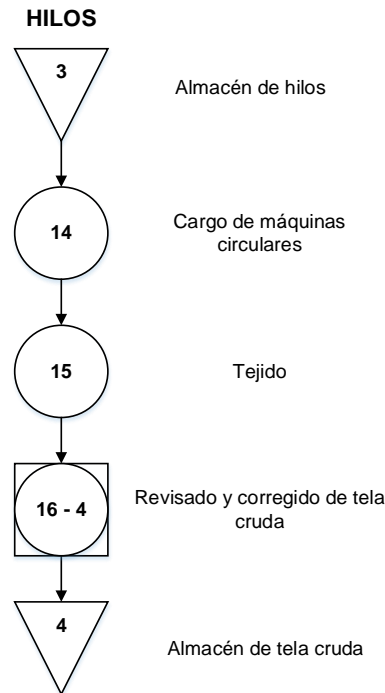 HILOS
3
Almacén de hilos
14
Cargo de máquinas
circulares
15
Tejido
16 - 4
Revisado y corregido de tela
cruda
4
Almacén de tela cruda